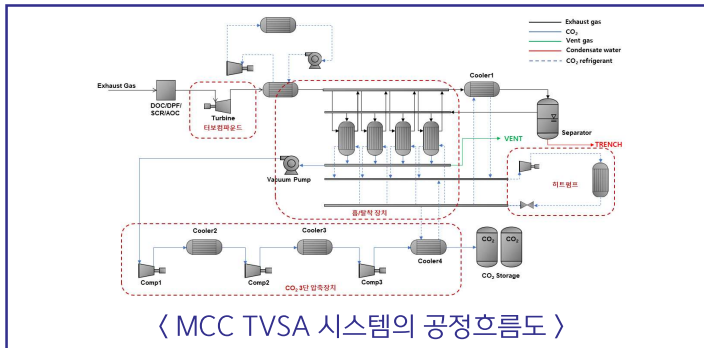 Exhaust gas
CO₂
Vent gas
Condensate water
CO₂ refrigerant
Exhaust Gas
DOC/DPF/
SCR/AOC
Turbine
터보컴파운드
Cooler1
Separator
VENT
TRENCH
Vacuum Pump
흡/탈착 장치
히트펌프
Cooler2
Cooler3
Cooler4
Comp1
Comp2
Comp3
CO₂ 3단 압축장치
CO₂
CO₂
CO₂ Storage
〈 MCC TVSA 시스템의 공정흐름도 〉